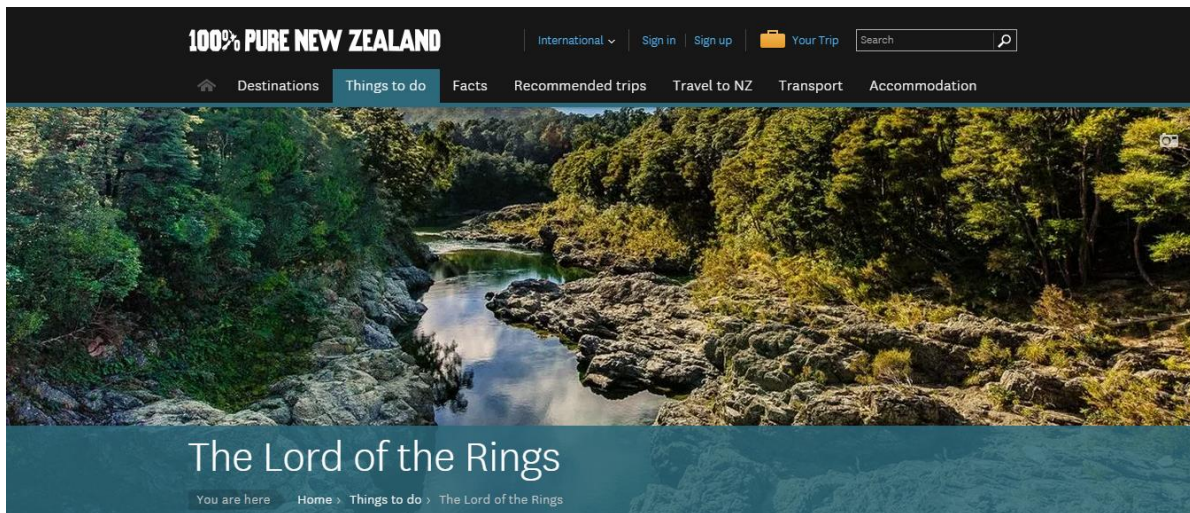 100% PURE NEW ZEALAND
International Sign in Sign up Your Trip Search
Destinations Things to do Facts Recommended trips Travel to NZ Transport Accommodation
The Lord of the Rings
You are here Home › Things to do › The Lord of the Rings